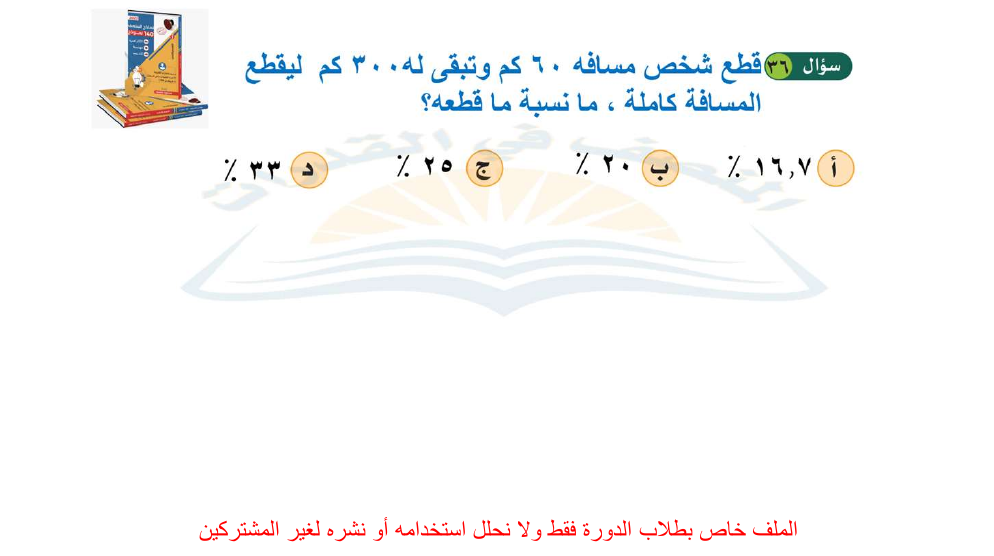 سؤال ٣٦ قطع شخص مسافه ٦٠ كم وتبقى له٣٠٠ كم ليقطع
المسافة كاملة ، ما نسبة ما قطعه؟
أ ١٦,٧ ٪ ب ٢٠ ٪ ج ٢٥ ٪ د ٣٣ ٪
الملف خاص بطلاب الدورة فقط ولا نحلل استخدامه أو نشره لغير المشتركين